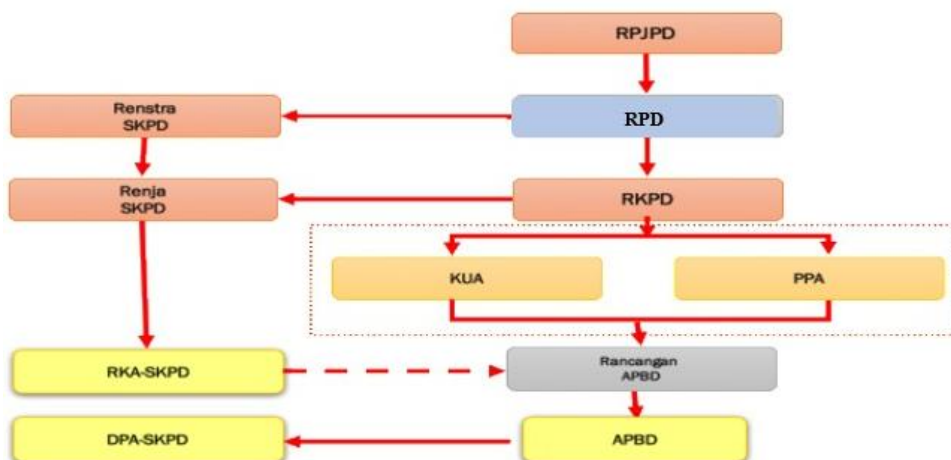 RPJPD
Renstra
SKPD
RPD
Renja
SKPD
RKPD
KUA
PPA
RKA-SKPD
Rancangan
APBD
DPA-SKPD
APBD